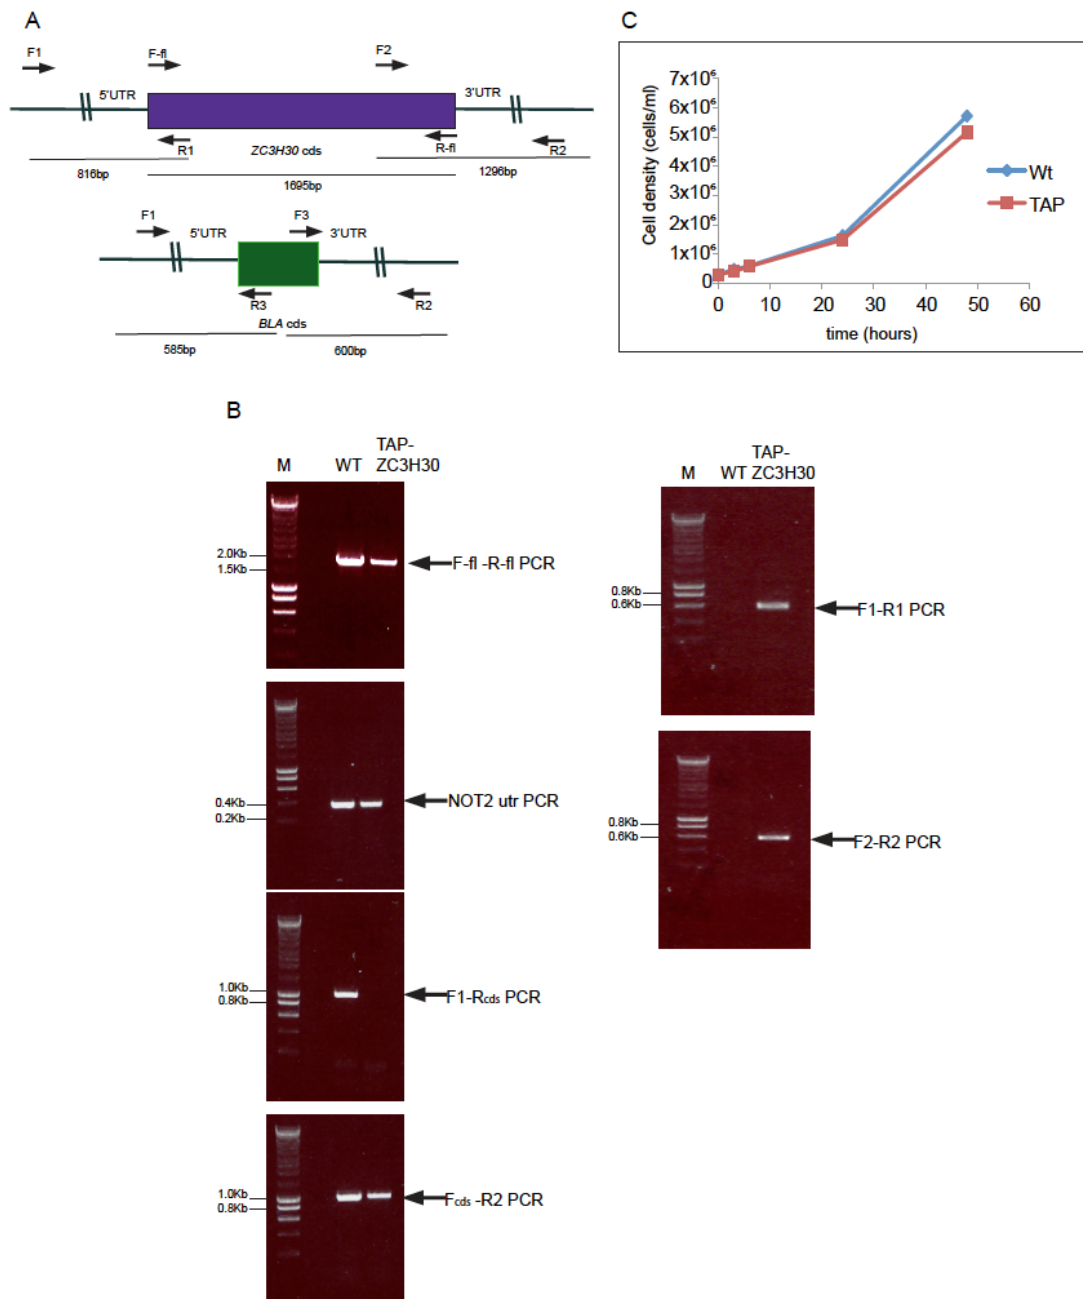 A
F1
F-fl
F2
5'UTR
3'UTR
R1
ZC3H30 cds
R-fl
R2
816bp
1695bp
1296bp
F1
F3
5'UTR
3'UTR
R3
R2
BLA cds
585bp
600bp
C
Cell density (cells/ml)
7x10⁶
6x10⁶
5x10⁶
4x10⁶
3x10⁶
2x10⁶
1x10⁶
0
0 10 20 30 40 50 60
time (hours)
Wt
TAP
B
M WT TAP-
ZC3H30
2.0Kb
1.5Kb
F-fl -R-fl PCR
0.4Kb
0.2Kb
NOT2 utr PCR
1.0Kb
0.8Kb
F1-Rcds PCR
1.0Kb
0.8Kb
Fcds -R2 PCR
TAP-
M WT ZC3H30
0.8Kb
0.6Kb
F1-R1 PCR
0.8Kb
0.6Kb
F2-R2 PCR